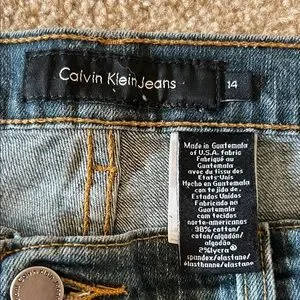 Calvin Klein Jeans
14
Made in Guatemala
of U.S.A. fabric
Fabriqué au
Guatemala
avec du tissu des
États-Unis
Hecho en Guatemala
con tejido de
Estados Unidos
Fabricado na
Guatemala
com tecidos
norte-americanos
98% cotton/
coton/algodón/
algodão
2% lycra®
spandex/elastane/
élasthanne/elastano